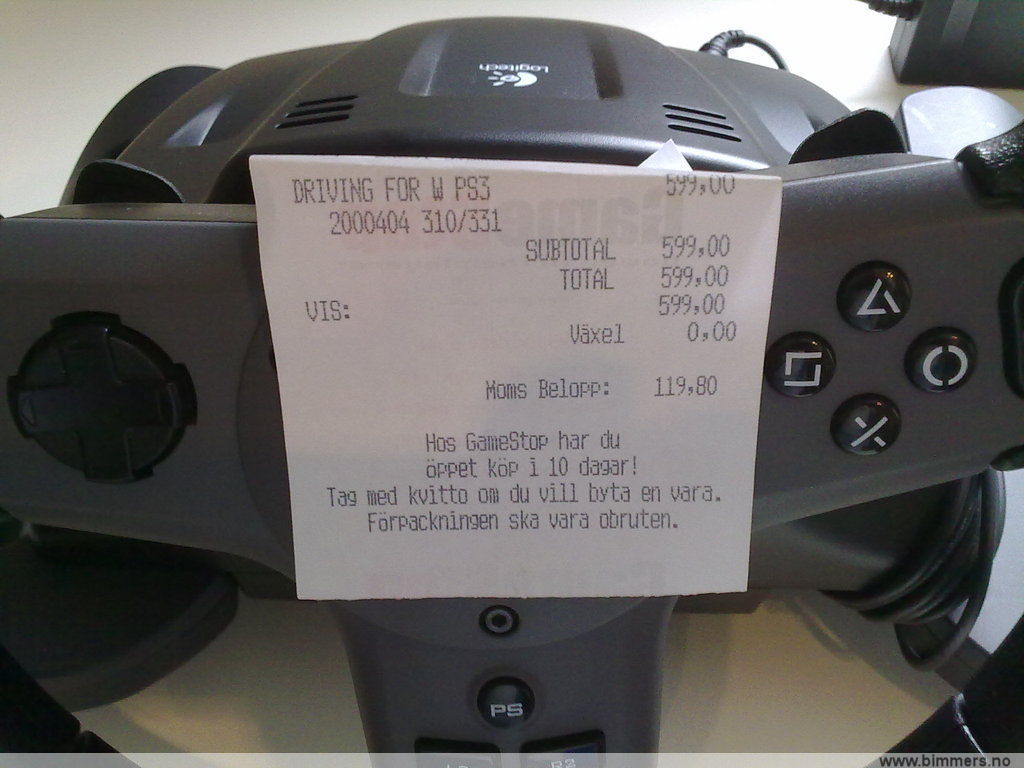 Logitech
DRIVING FOR W PS3 599,00
2000404 310/331
SUBTOTAL 599,00
TOTAL 599,00
VIS: 599,00
Växel 0,00
Moms Belopp: 119,80
Hos GameStop har du
öppet köp i 10 dagar!
Tag med kvitto om du vill byta en vara.
Förpackningen ska vara obruten.
PS
R2
www.bimmers.no